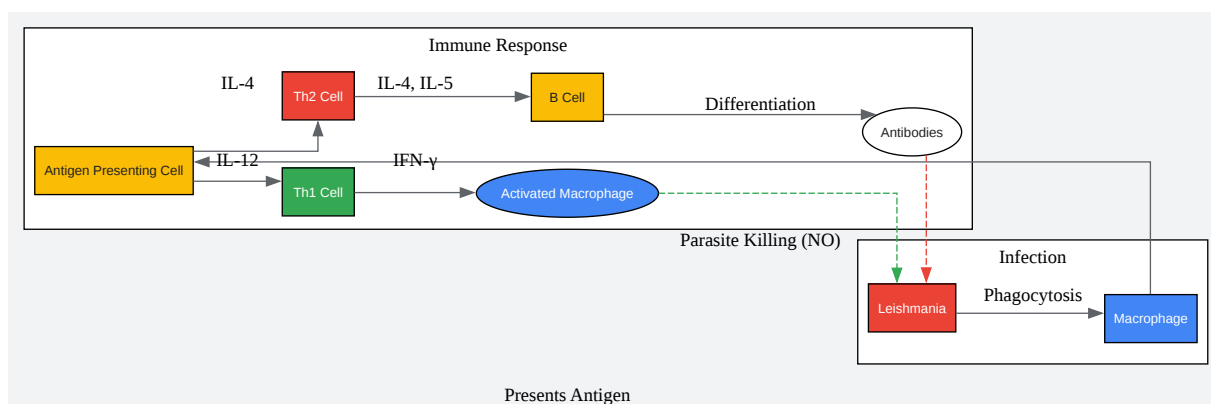 Immune Response
IL-4
Th2 Cell
IL-4, IL-5
B Cell
Differentiation
Antibodies
Antigen Presenting Cell
IL-12
Th1 Cell
IFN-γ
Activated Macrophage
Parasite Killing (NO)
Infection
Leishmania
Phagocytosis
Macrophage
Presents Antigen